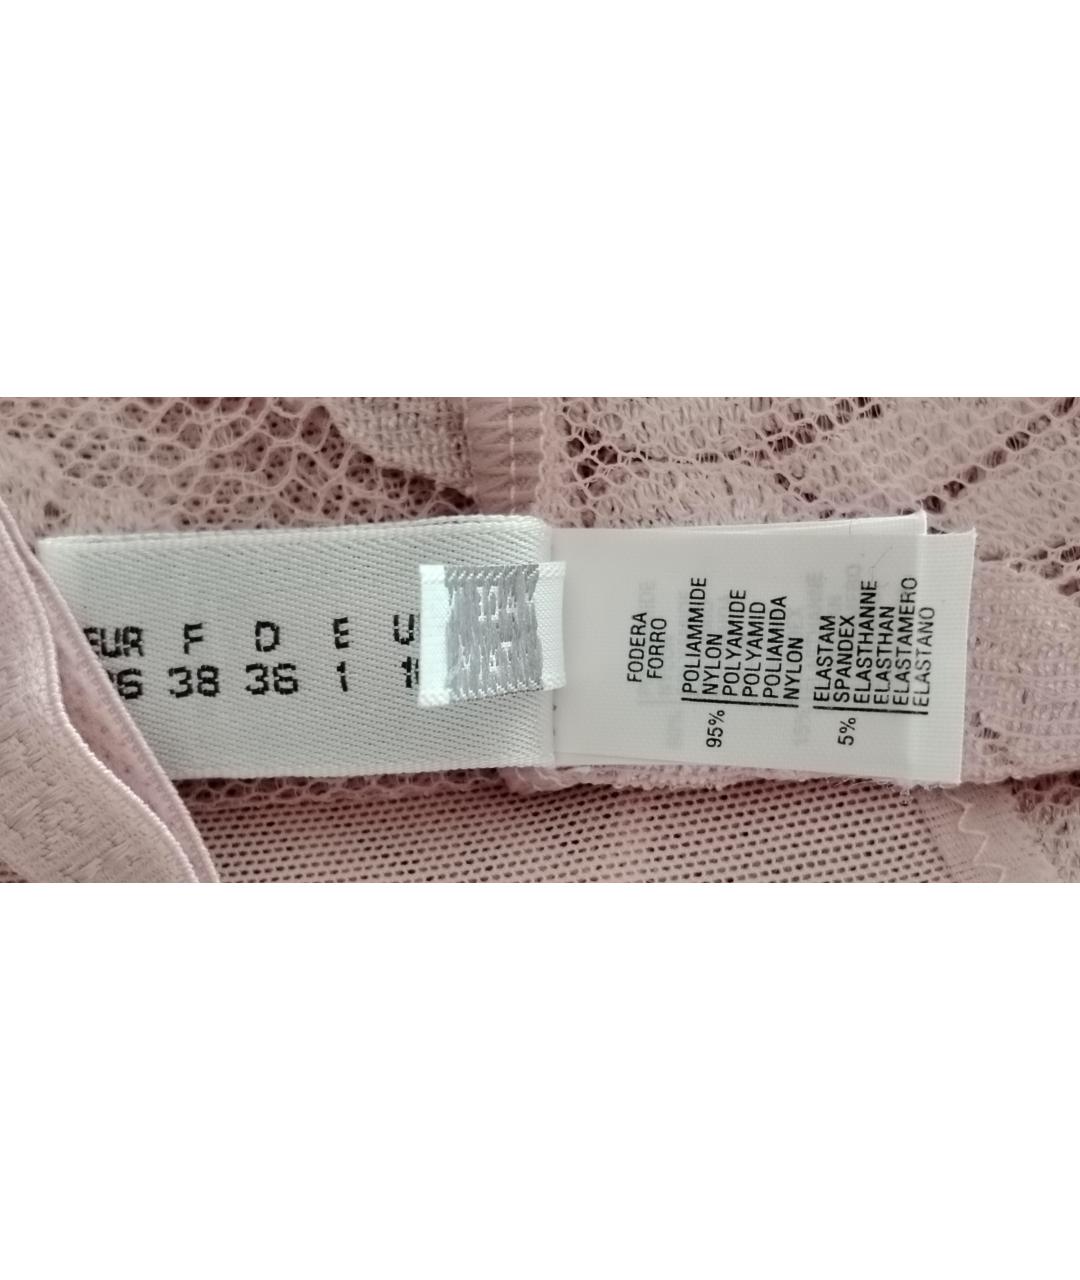 EUR F D E
36 38 36 1
FODERA
FORRO
95% POLIAMMIDE
NYLON
POLYAMIDE
POLYAMID
POLIAMIDA
NYLON
5% ELASTAM
SPANDEX
ELASTHANNE
ELASTHAN
ELASTAMERO
ELASTANO